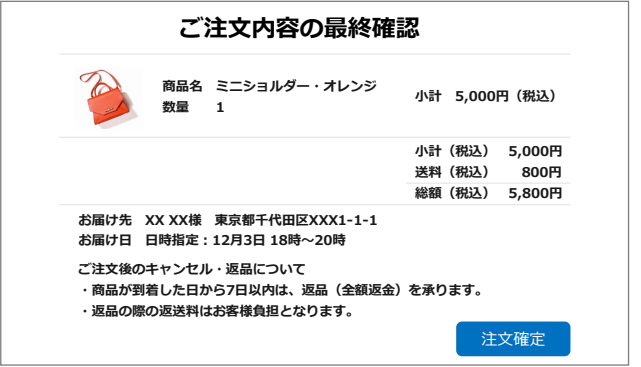 ご注文内容の最終確認
商品名 ミニショルダー・オレンジ
数量 1
小計 5,000円（税込）
小計（税込） 5,000円
送料（税込） 800円
総額（税込） 5,800円
お届け先 XX XX様 東京都千代田区XXX1-1-1
お届け日 日時指定：12月3日 18時～20時
ご注文後のキャンセル・返品について
・商品が到着した日から7日以内は、返品（全額返金）を承ります。
・返品の際の返送料はお客様負担となります。
注文確定